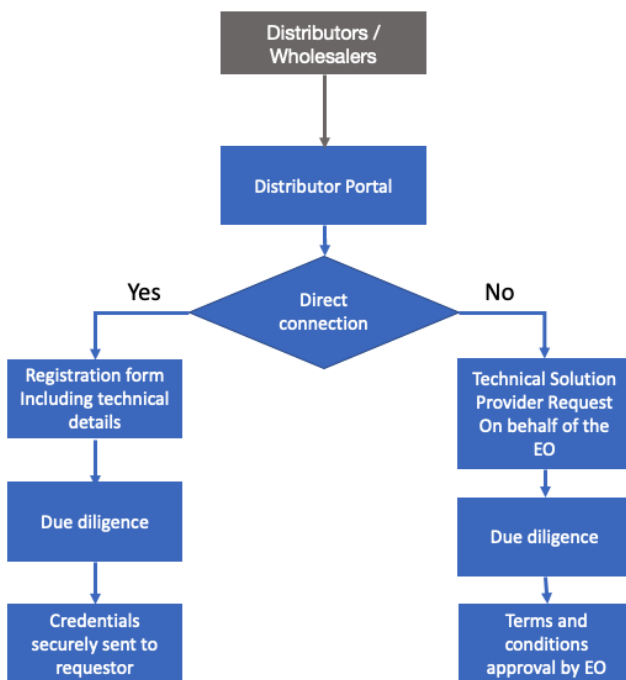 Distributors /
Wholesalers
Distributor Portal
Direct
connection
Yes
No
Registration form
Including technical
details
Technical Solution
Provider Request
On behalf of the
EO
Due diligence
Due diligence
Credentials
securely sent to
requestor
Terms and
conditions
approval by EO